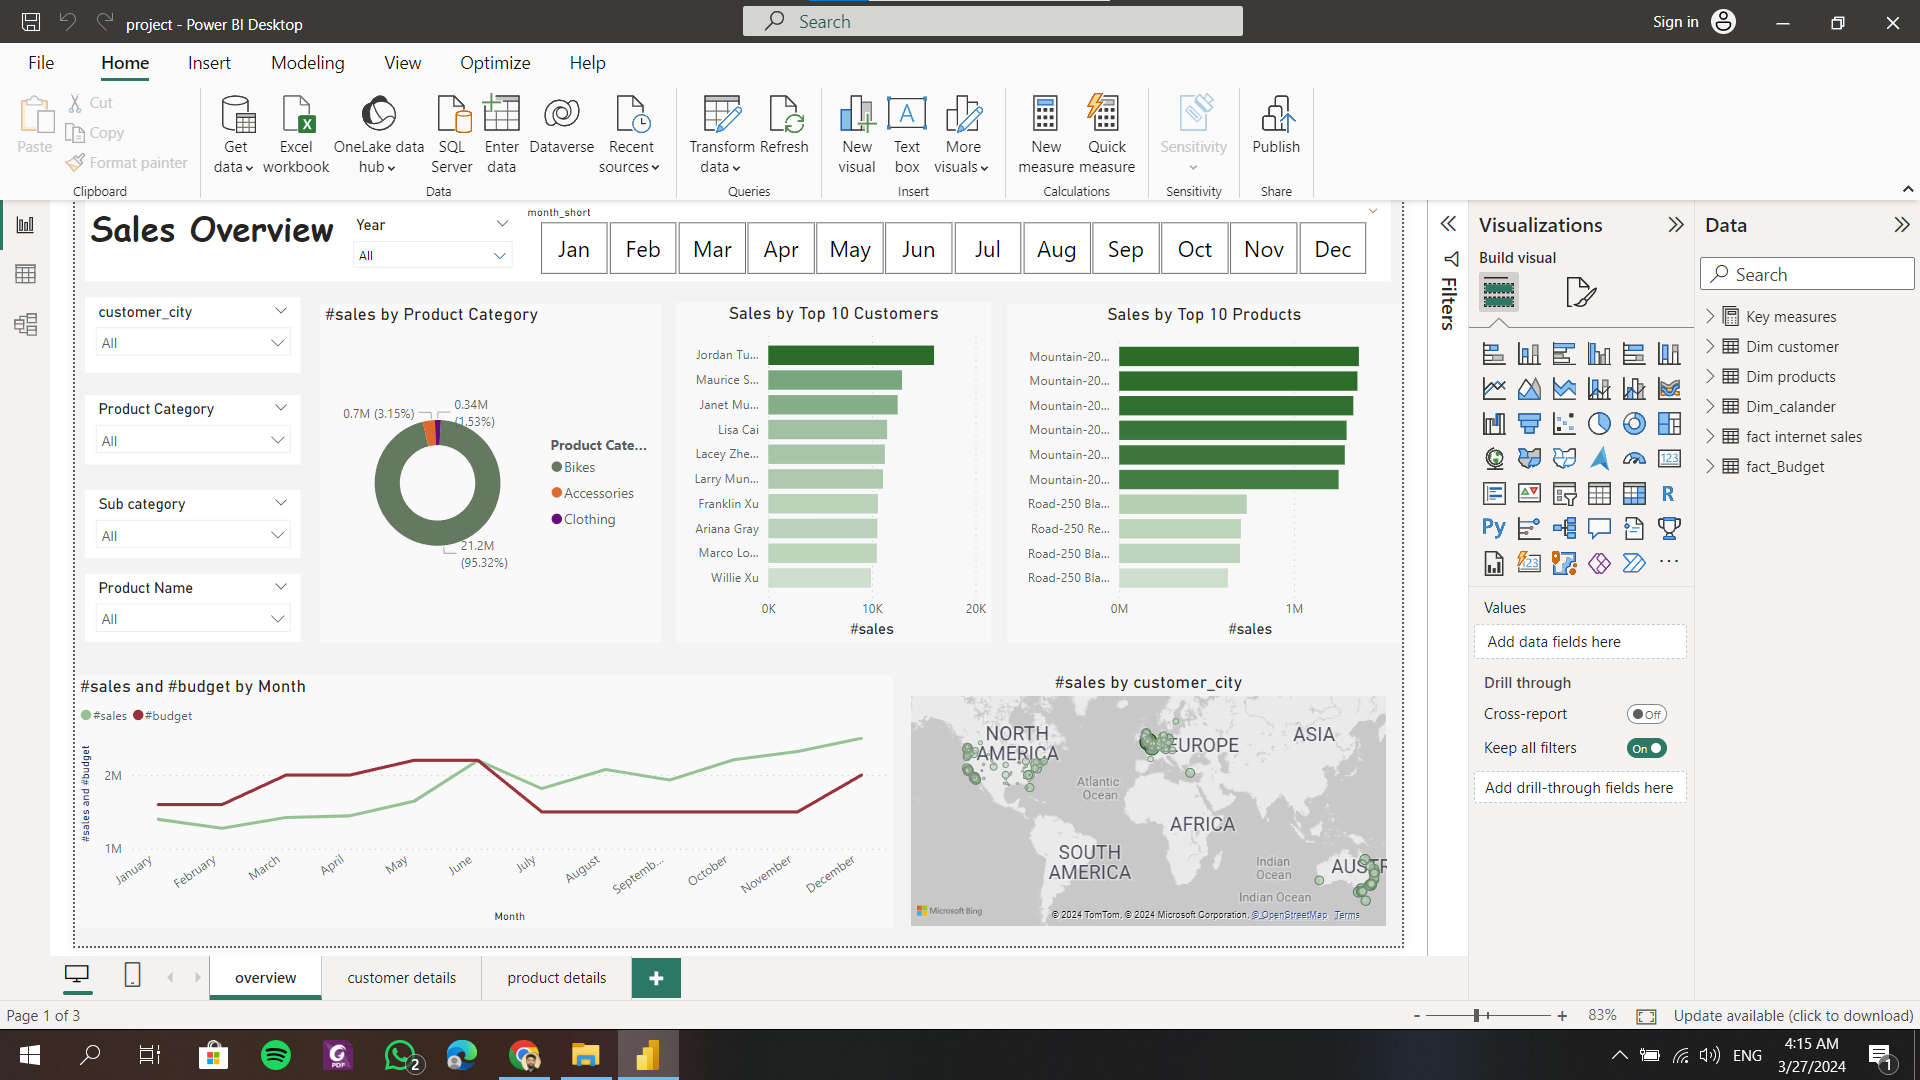 project - Power BI Desktop
Search
Sign in
File Home Insert Modeling View Optimize Help
Paste
Cut
Copy
Format painter
Clipboard
Get data
Excel workbook
OneLake data hub
SQL Server
Enter data
Dataverse
Recent sources
Data
Transform data
Refresh
Queries
New visual
Text box
More visuals
Insert
New measure
Quick measure
Calculations
Sensitivity
Sensitivity
Publish
Share
Sales Overview
Year
All
month_short
Jan Feb Mar Apr May Jun Jul Aug Sep Oct Nov Dec
customer_city
All
Product Category
All
Sub category
All
Product Name
All
#sales by Product Category
0.7M (3.15%)
0.34M
(1.53%)
21.2M
(95.32%)
Product Cate...
Bikes
Accessories
Clothing
Sales by Top 10 Customers
Jordan Tu...
Maurice S...
Janet Mu...
Lisa Cai
Lacey Zhe...
Larry Mun...
Franklin Xu
Ariana Gray
Marco Lo...
Willie Xu
0K 10K 20K
#sales
Sales by Top 10 Products
Mountain-20...
Mountain-20...
Mountain-20...
Mountain-20...
Mountain-20...
Mountain-20...
Road-250 Bla...
Road-250 Re...
Road-250 Bla...
Road-250 Bla...
0M 1M
#sales
#sales and #budget by Month
#sales #budget
#sales and #budget
2M
1M
January February March April May June July August Septemb... October November December
Month
#sales by customer_city
NORTH
AMERICA
EUROPE
ASIA
Atlantic
Ocean
AFRICA
SOUTH
AMERICA
Indian
Ocean
AUSTR
Indian Ocean
Microsoft Bing
© 2024 TomTom, © 2024 Microsoft Corporation, © OpenStreetMap Terms
Filters
Visualizations
Build visual
123
R
Py
123
Values
Add data fields here
Drill through
Cross-report
Off
Keep all filters
On
Add drill-through fields here
Data
Search
Key measures
Dim customer
Dim products
Dim_calander
fact internet sales
fact_Budget
overview
customer details
product details
+
Page 1 of 3
- + 83%
Update available (click to download)
PDF
2
ENG
4:15 AM
3/27/2024
1